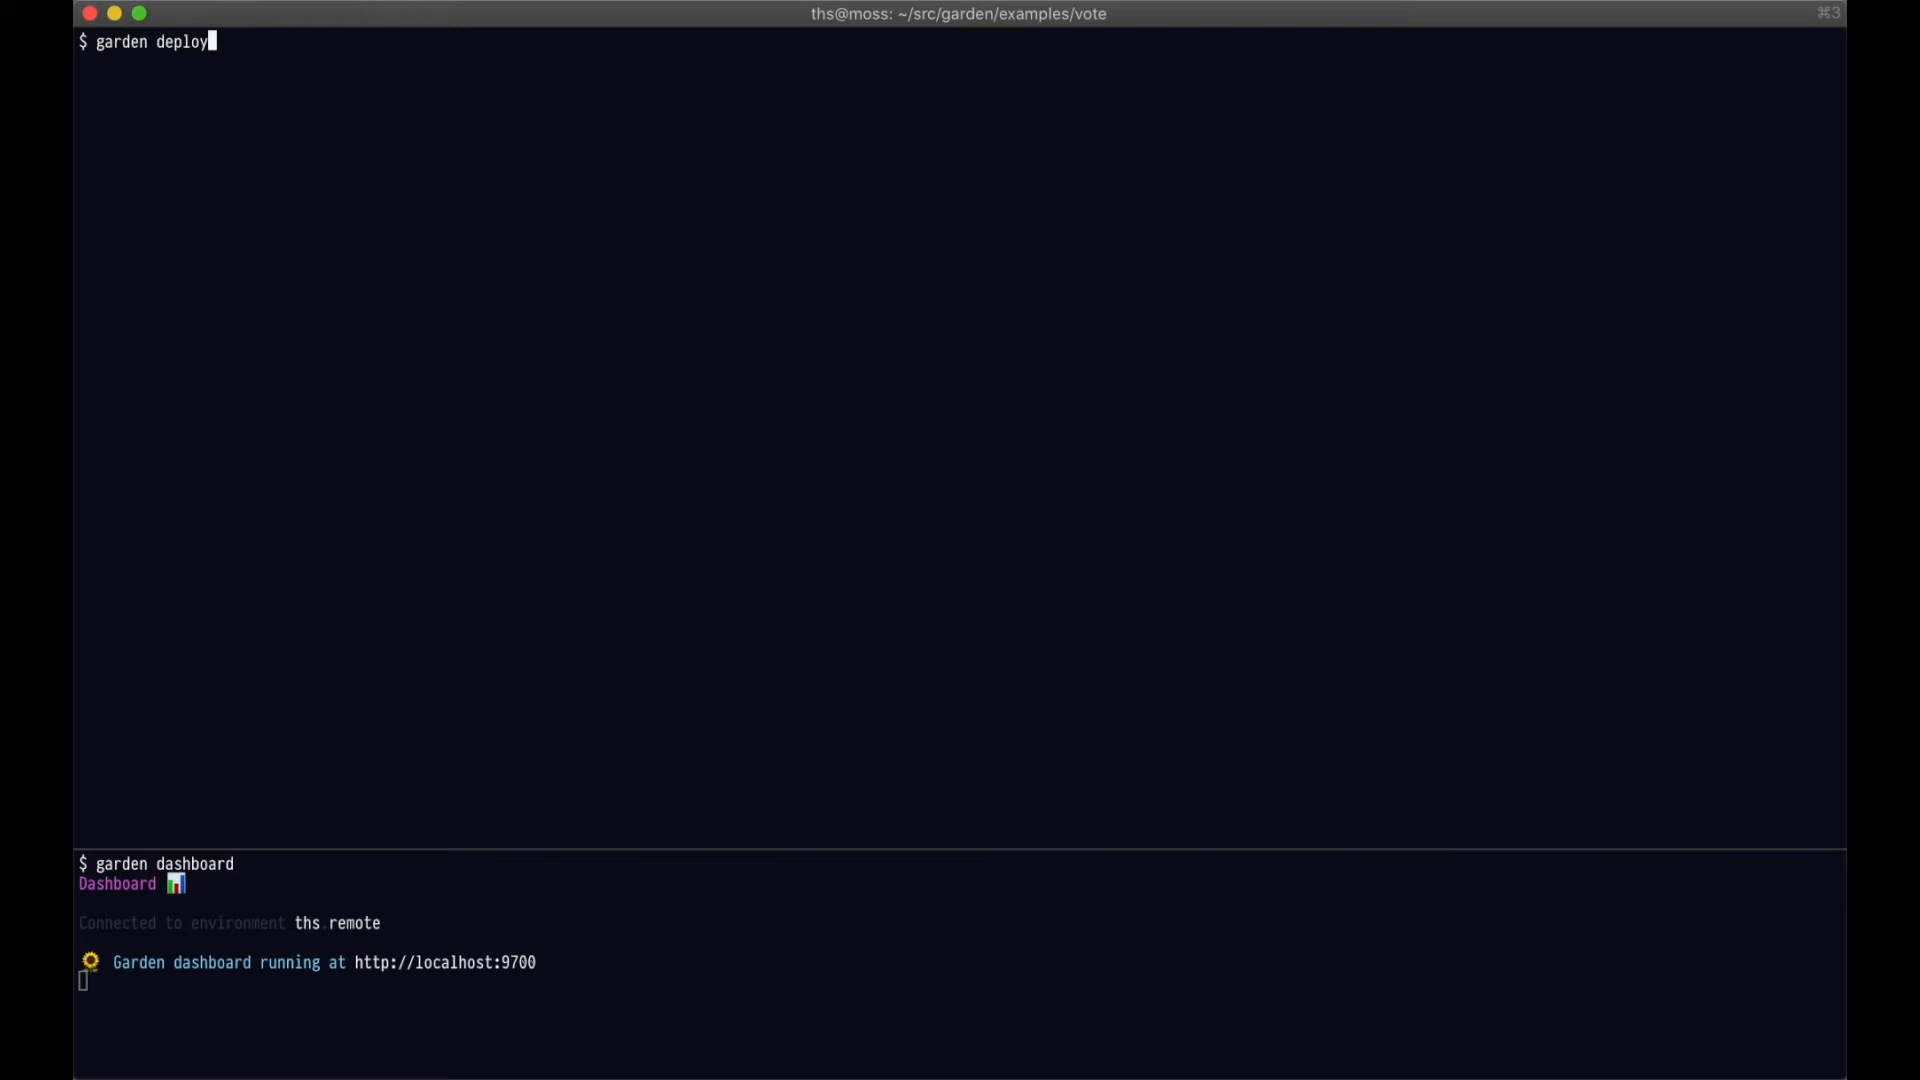 ths@moss: ~/src/garden/examples/vote
⌘3
$ garden deploy
$ garden dashboard
Dashboard 📊
Connected to environment ths.remote
🌻 Garden dashboard running at http://localhost:9700